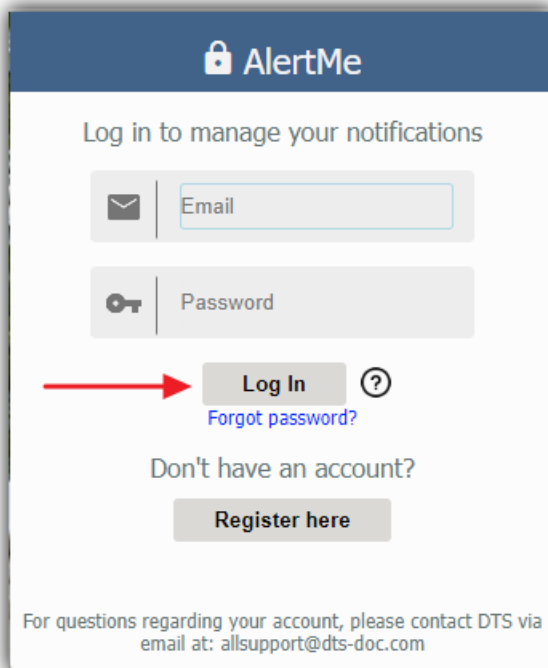 AlertMe
Log in to manage your notifications
Email
Password
Log In ?
Forgot password?
Don't have an account?
Register here
For questions regarding your account, please contact DTS via
email at: allsupport@dts-doc.com